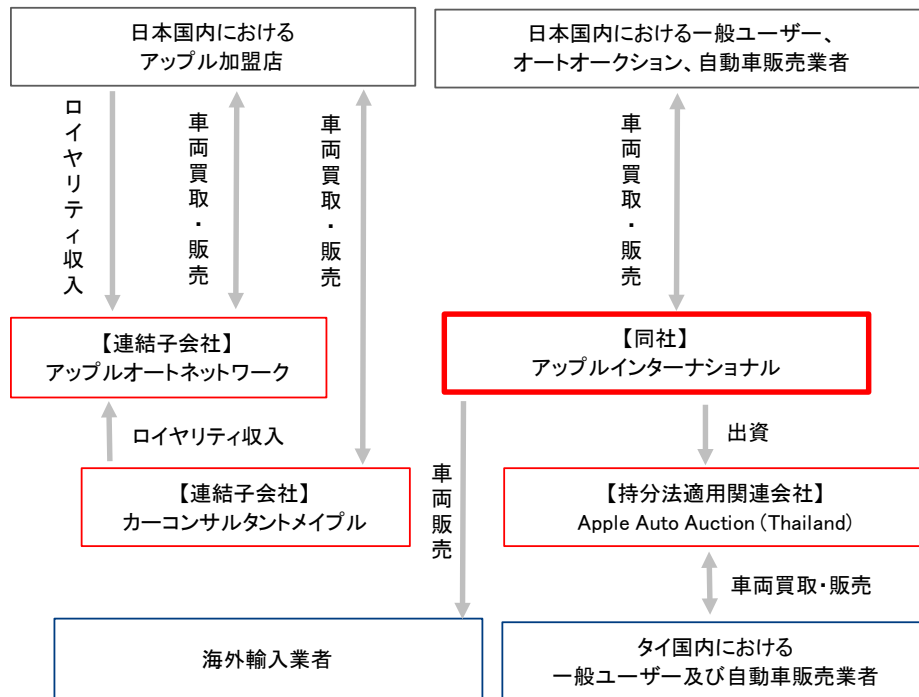 日本国内における
アップル加盟店
日本国内における一般ユーザー、
オートオークション、自動車販売業者
ロイヤリティ収入
車両買取・販売
車両買取・販売
車両買取・販売
【連結子会社】
アップルオートネットワーク
【同社】
アップルインターナショナル
ロイヤリティ収入
出資
【連結子会社】
カーコンサルタントメイプル
車両販売
【持分法適用関連会社】
Apple Auto Auction (Thailand)
車両買取・販売
海外輸入業者
タイ国内における
一般ユーザー及び自動車販売業者